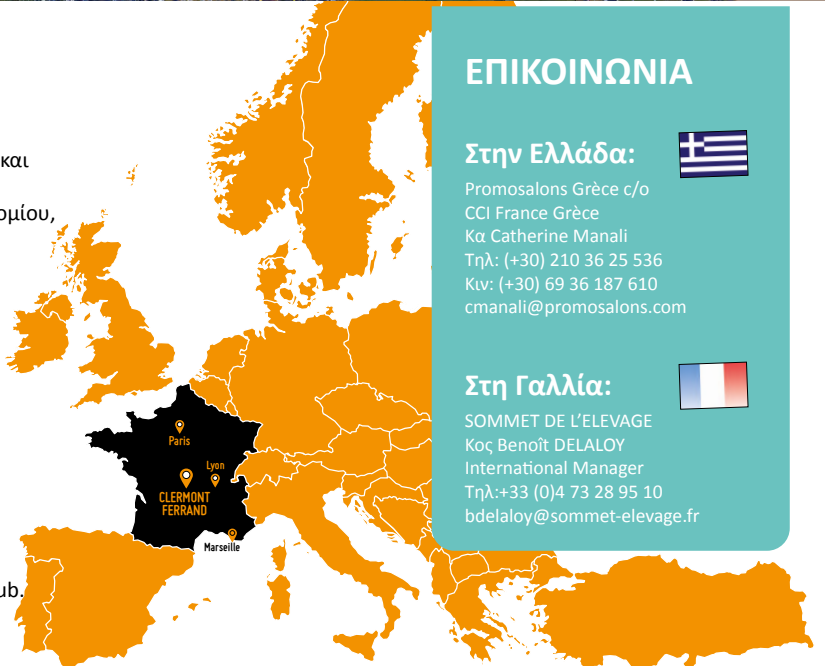 και
ομίου,
ub.
Paris
Lyon
CLERMONT
FERRAND
Marseille
ΕΠΙΚΟΙΝΩΝΙΑ
Στην Ελλάδα:
Promosalons Grèce c/o
CCI France Grèce
Κα Catherine Manali
Τηλ: (+30) 210 36 25 536
Κιν: (+30) 69 36 187 610
cmanali@promosalons.com
Στη Γαλλία:
SOMMET DE L'ELEVAGE
Κος Benoît DELALOY
International Manager
Τηλ:+33 (0)4 73 28 95 10
bdelaloy@sommet-elevage.fr